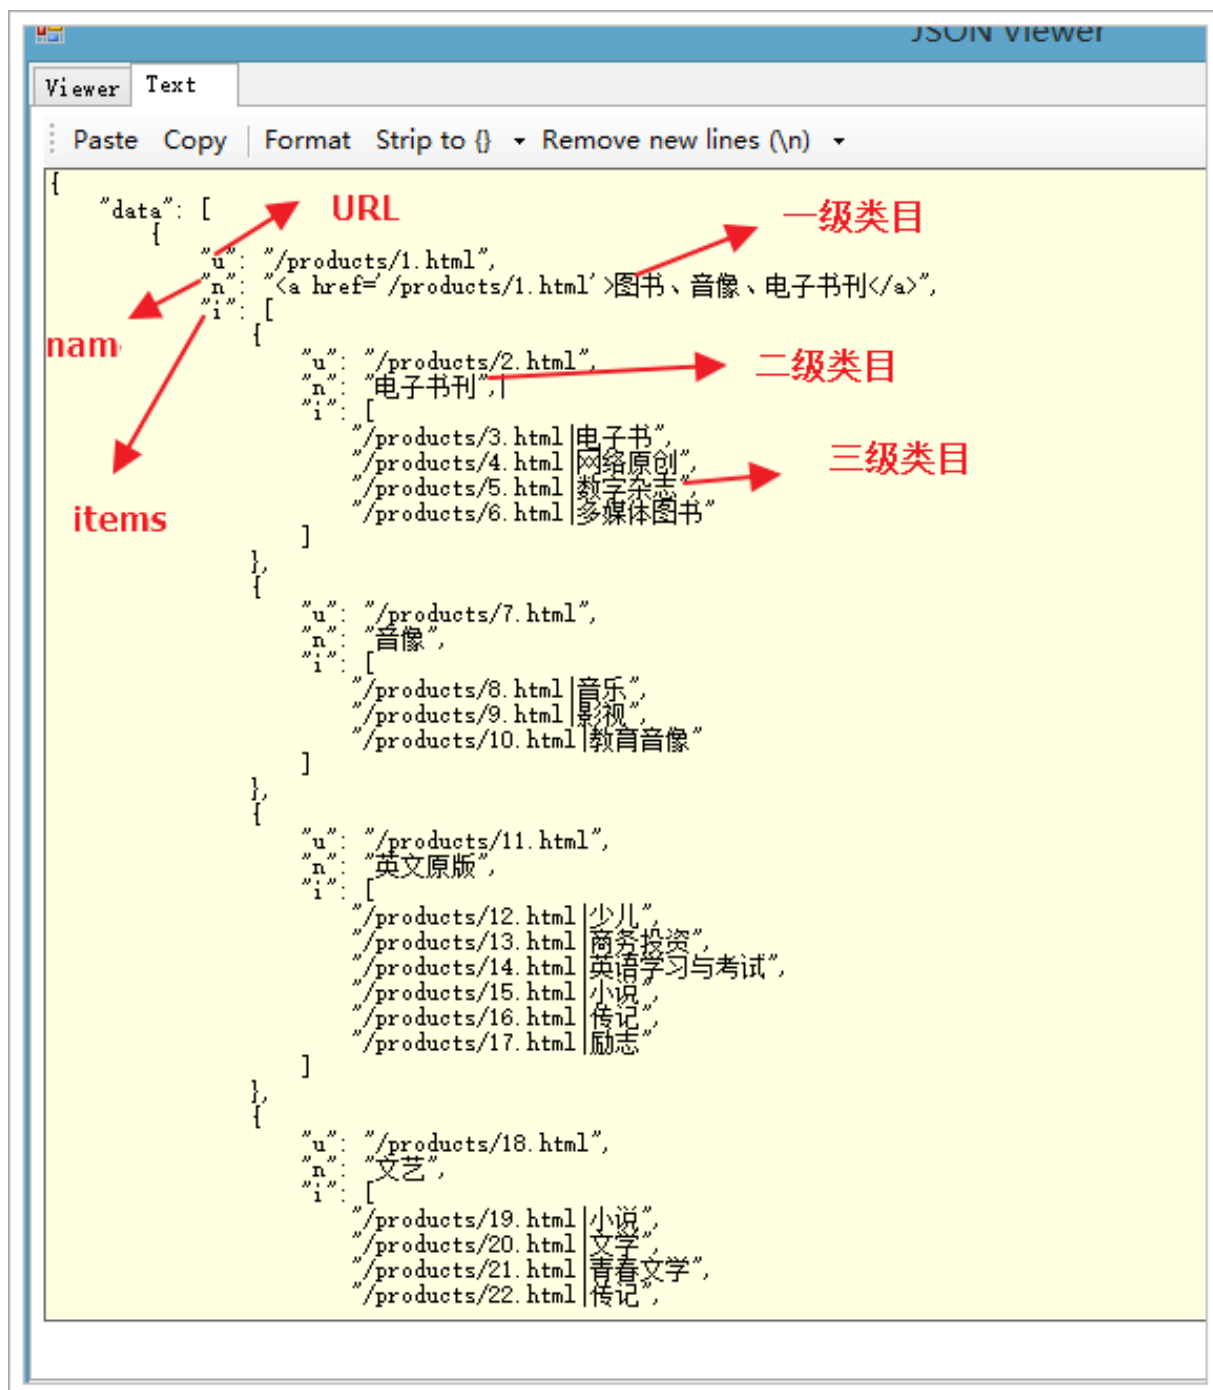 JSON Viewer
Viewer Text
Paste Copy Format Strip to {} Remove new lines (\n)
{
"data": [
URL
一级类目
{
"u": "/products/1.html",
"n": "<a href='/products/1.html'>图书、音像、电子书刊</a>",
"i": [
nam
{
"u": "/products/2.html",
二级类目
"n": "电子书刊",
"i": [
"/products/3.html|电子书",
"/products/4.html|网络原创",
三级类目
"/products/5.html|数字杂志",
"/products/6.html|多媒体图书"
items
]
},
{
"u": "/products/7.html",
"n": "音像",
"i": [
"/products/8.html|音乐",
"/products/9.html|影视",
"/products/10.html|教育音像"
]
},
{
"u": "/products/11.html",
"n": "英文原版",
"i": [
"/products/12.html|少儿",
"/products/13.html|商务投资",
"/products/14.html|英语学习与考试",
"/products/15.html|小说",
"/products/16.html|传记",
"/products/17.html|励志"
]
},
{
"u": "/products/18.html",
"n": "文艺",
"i": [
"/products/19.html|小说",
"/products/20.html|文学",
"/products/21.html|青春文学",
"/products/22.html|传记",